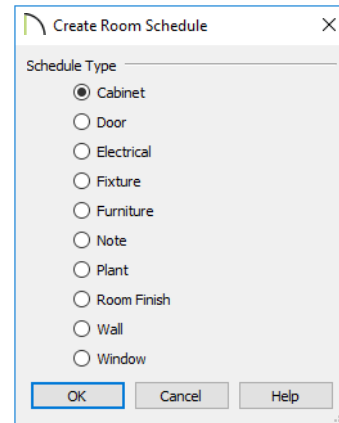 Create Room Schedule
Schedule Type
Cabinet
Door
Electrical
Fixture
Furniture
Note
Plant
Room Finish
Wall
Window
OK Cancel Help